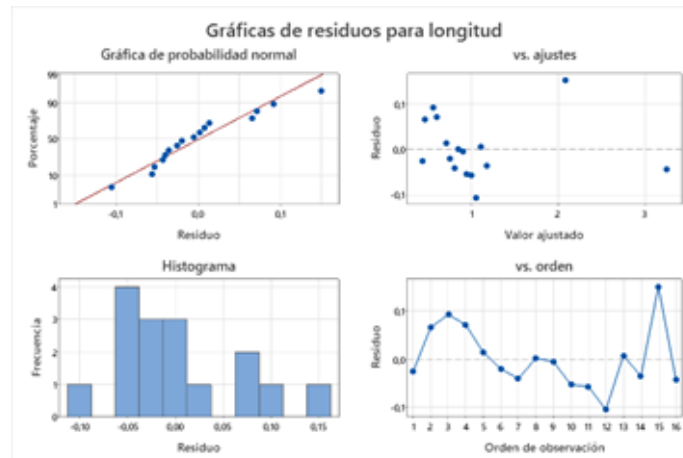 Gráficas de residuos para longitud
Gráfica de probabilidad normal
vs. ajustes
99
90
50
10
1
Porcentaje
-0,1
0,0
0,1
Residuo
0,1
0,0
-0,1
Residuo
1
2
3
Valor ajustado
Histograma
vs. orden
4
3
2
1
0
Frecuencia
-0,10
-0,05
0,00
0,05
0,10
0,15
Residuo
0,1
0,0
-0,1
Residuo
1 2 3 4 5 6 7 8 9 10 11 12 13 14 15 16
Orden de observación